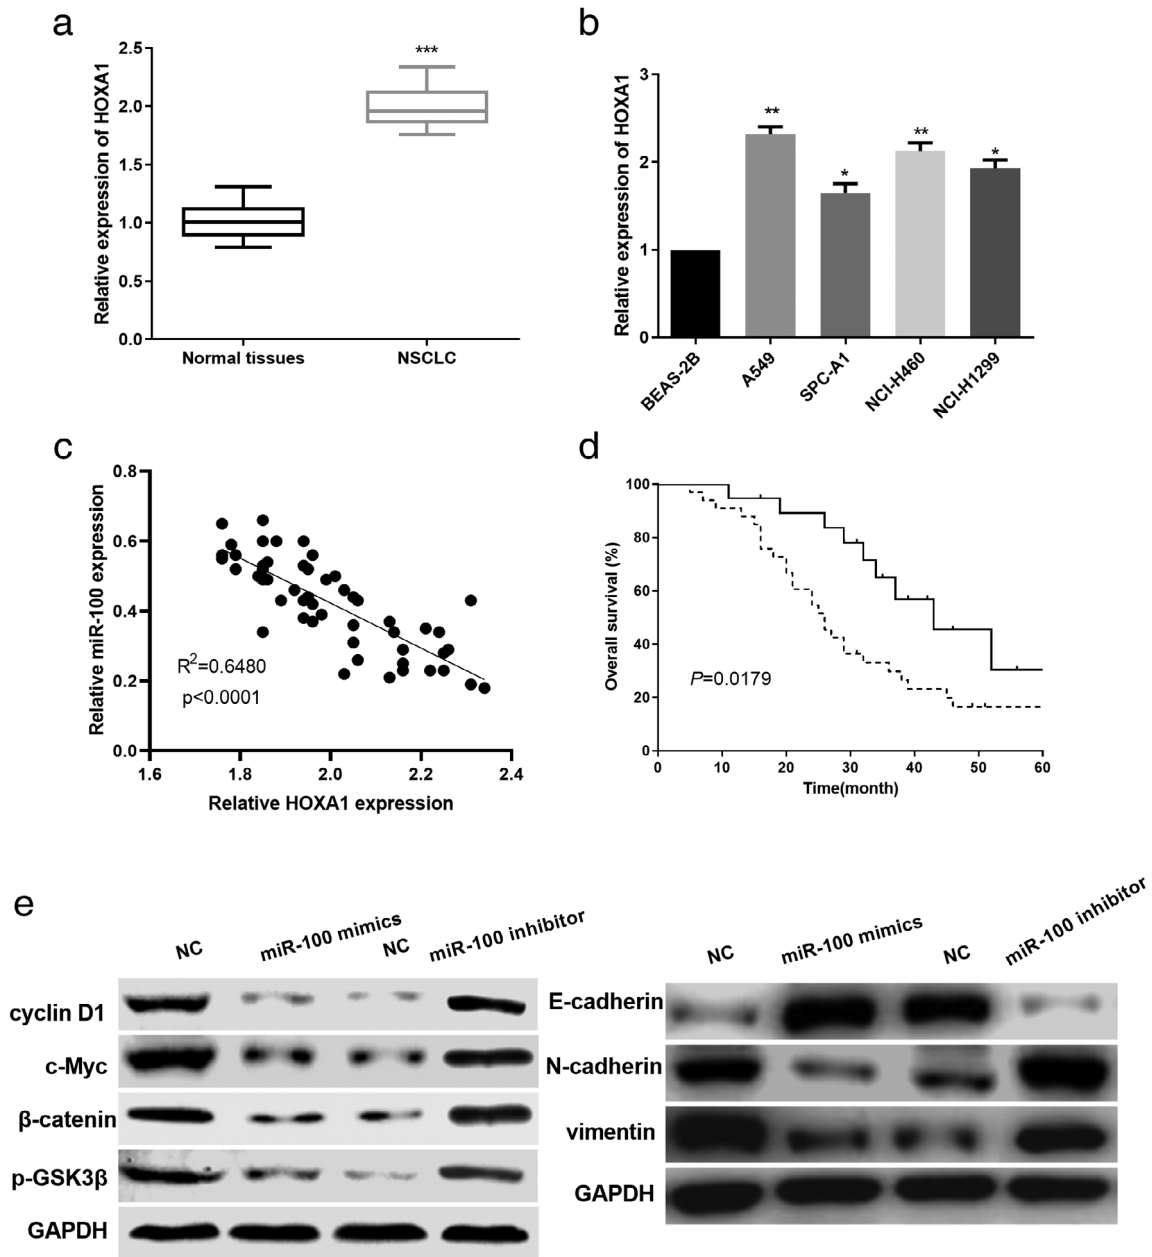 a
Relative expression of HOXA1
2.5
2.0
1.5
1.0
0.5
0.0
***
Normal tissues
NSCLC
b
Relative expression of HOXA1
3
2
1
0
**
*
**
*
BEAS-2B
A549
SPC-A1
NCI-H460
NCI-H1299
c
Relative miR-100 expression
0.8
0.6
0.4
0.2
0.0
R²=0.6480
p<0.0001
1.6
1.8
2.0
2.2
2.4
Relative HOXA1 expression
d
Overall survival (%)
100
80
60
40
20
0
P=0.0179
0
10
20
30
40
50
60
Time(month)
e
NC
miR-100 mimics
NC
miR-100 inhibitor
cyclin D1
c-Myc
β-catenin
p-GSK3β
GAPDH
NC
miR-100 mimics
NC
miR-100 inhibitor
E-cadherin
N-cadherin
vimentin
GAPDH